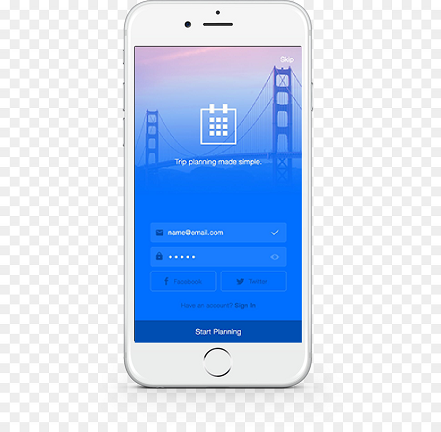 Skip
Trip planning made simple.
name@email.com
Facebook
Twitter
Have an account? Sign In
Start Planning